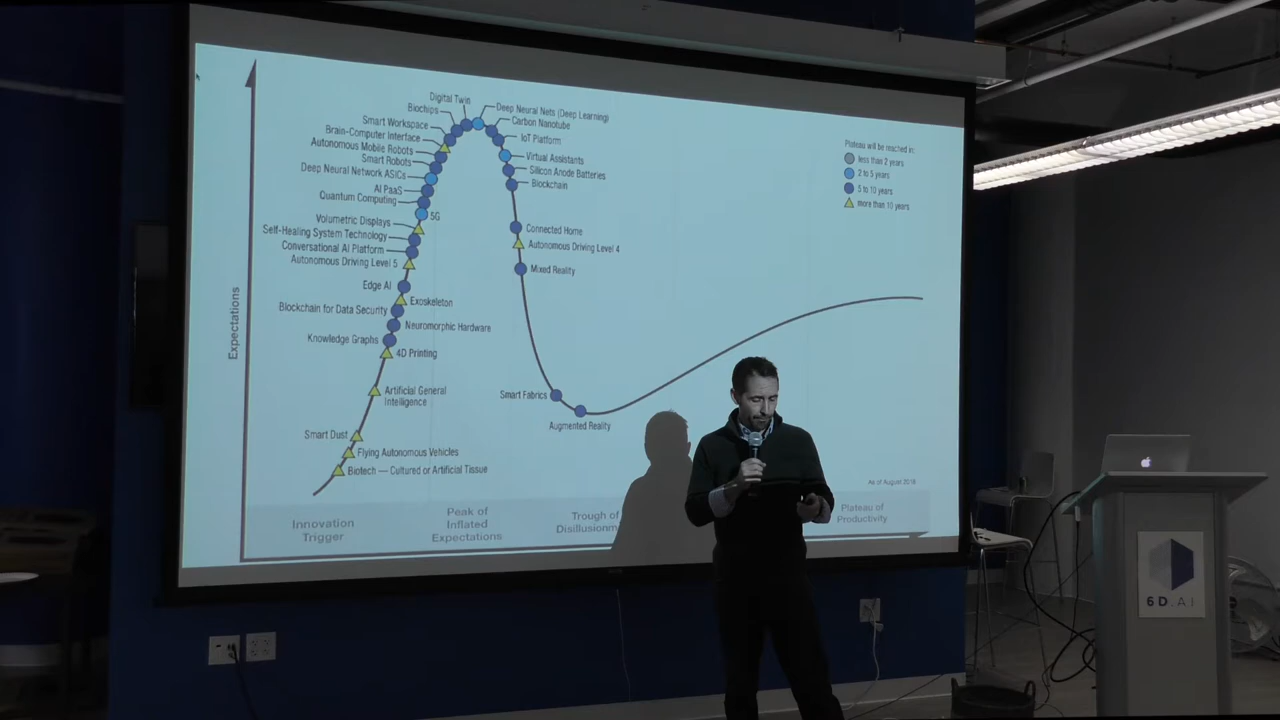 Digital Twin
Biochips
Smart Workspace
Brain-Computer Interface
Autonomous Mobile Robots
Smart Robots
Deep Neural Network ASICs
AI PaaS
Quantum Computing
5G
Volumetric Displays
Self-Healing System Technology
Conversational AI Platform
Autonomous Driving Level 5
Edge AI
Exoskeleton
Blockchain for Data Security
Neuromorphic Hardware
Knowledge Graphs
4D Printing
Artificial General
Intelligence
Smart Dust
Flying Autonomous Vehicles
Biotech — Cultured or Artificial Tissue
Deep Neural Nets (Deep Learning)
Carbon Nanotube
IoT Platform
Virtual Assistants
Silicon Anode Batteries
Blockchain
Connected Home
Autonomous Driving Level 4
Mixed Reality
Smart Fabrics
Augmented Reality
Plateau will be reached in:
less than 2 years
2 to 5 years
5 to 10 years
more than 10 years
As of August 2018
Expectations
Innovation
Trigger
Peak of
Inflated
Expectations
Trough of
Plateau of
Productivity
6D.AI